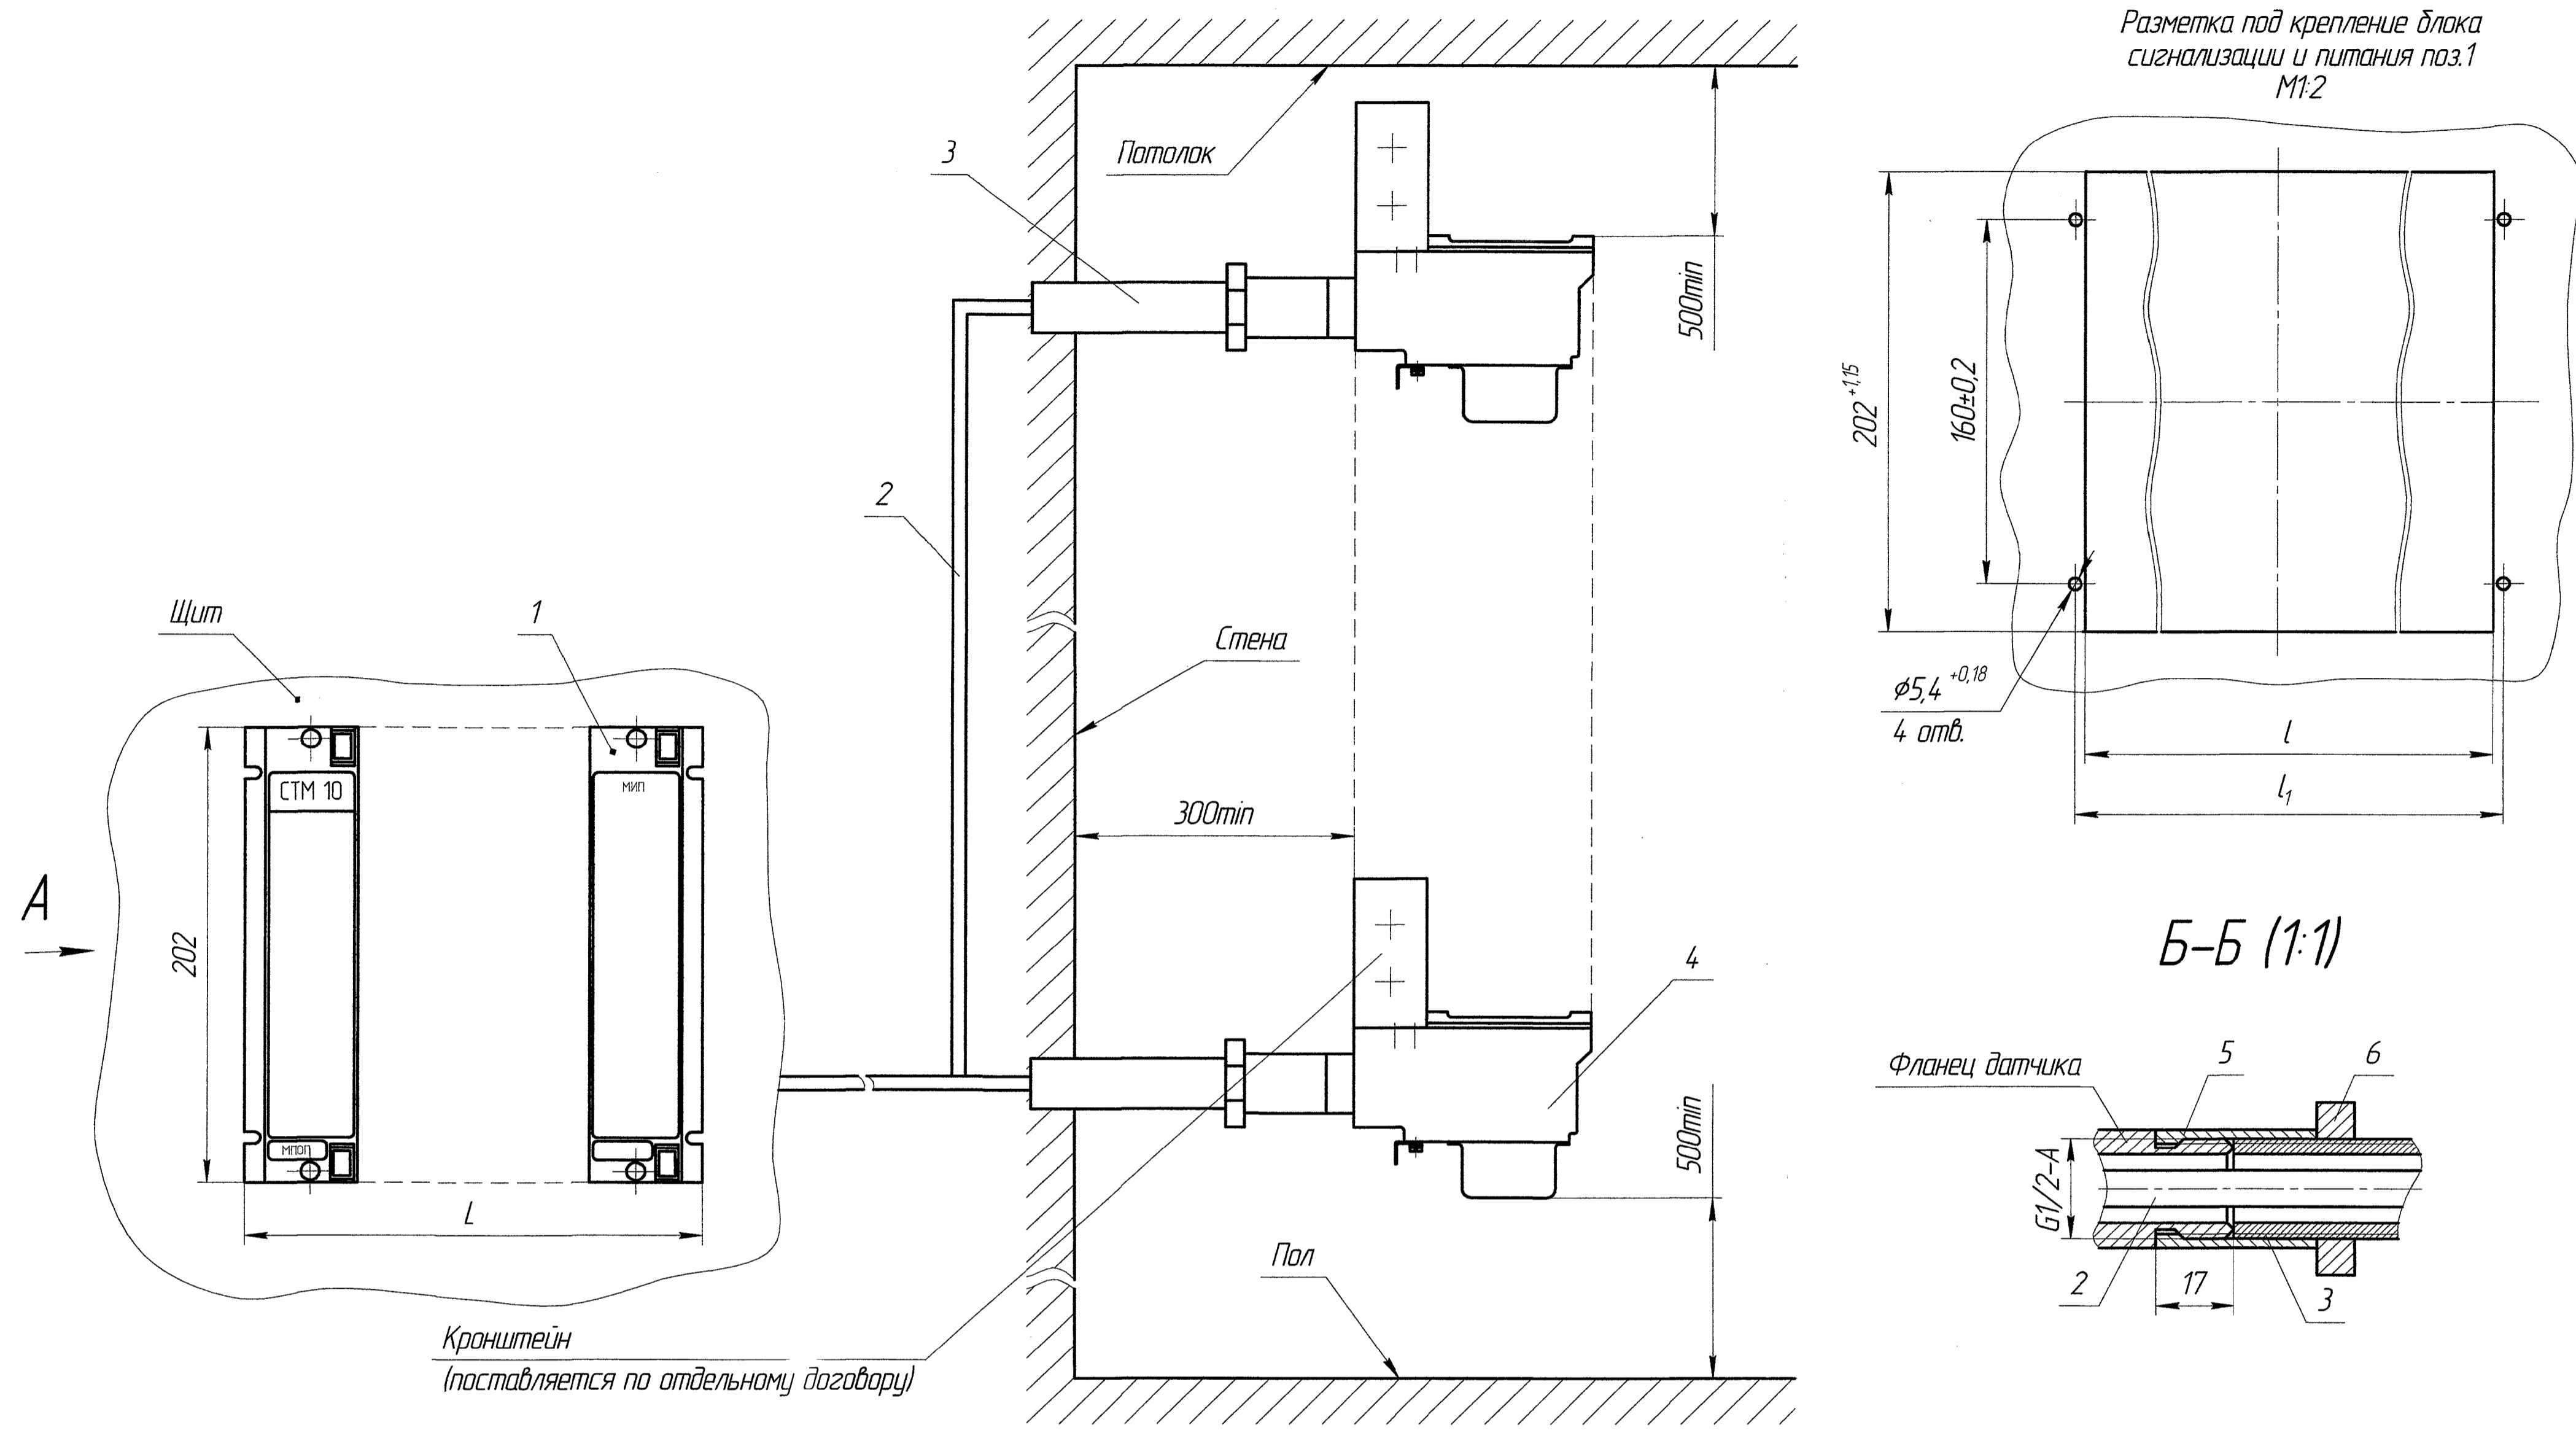 Разметка под крепление блока
сигнализации и питания поз.1
М1:2
3
Потолок
500min
202 +1,15
160±0,2
2
Щит
1
Стена
⌀5,4 +0,18
4 отв.
l
l1
СТМ 10
МИП
300min
А
202
4
Б-Б (1:1)
Фланец датчика
5
6
G1/2-А
500min
МПОП
L
Пол
2
17
3
Кронштейн
(поставляется по отдельному договору)